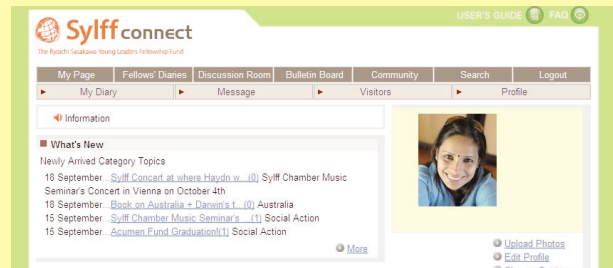 USER'S GUIDE FAQ
Sylff connect
The Ryoichi Sasakawa Young Leaders Fellowship Fund
My Page Fellows' Diaries Discussion Room Bulletin Board Community Search Logout
My Diary Message Visitors Profile
Information
What's New
Newly Arrived Category Topics
18 September...Sylff Concert at where Haydn w...(0) Sylff Chamber Music
Seminar's Concert in Vienna on October 4th
18 September...Book on Australia + Darwin's t...(0) Australia
15 September...Sylff Chamber Music Seminar's ...(1) Social Action
15 September...Acumen Fund Graduation!(1) Social Action
More
Upload Photos
Edit Profile